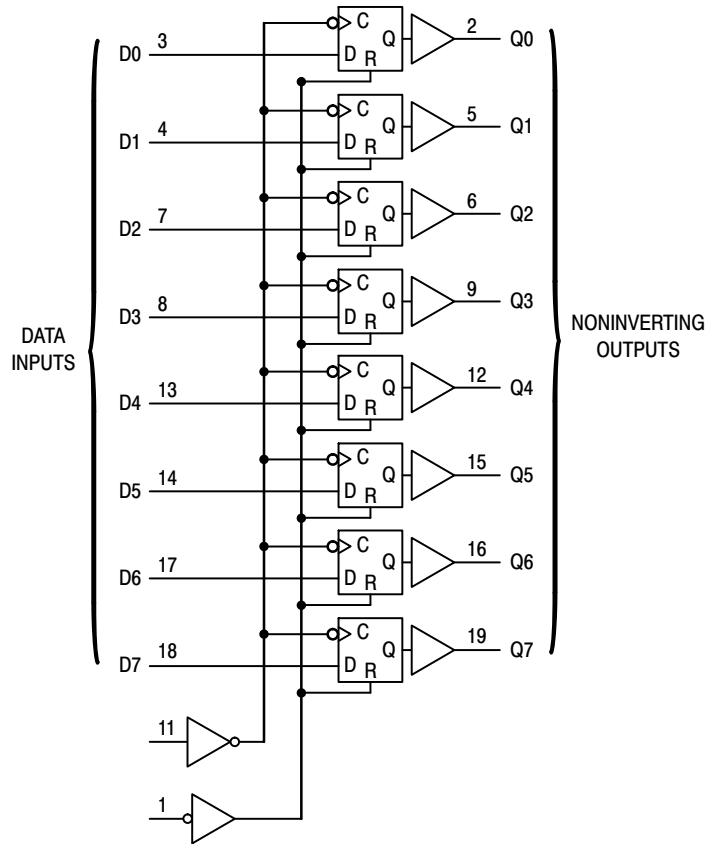 C
Q
D
R
D0 3
2 Q0
C
Q
D
R
D1 4
5 Q1
C
Q
D
R
D2 7
6 Q2
C
Q
D
R
D3 8
9 Q3
DATA
INPUTS
NONINVERTING
OUTPUTS
C
Q
D
R
D4 13
12 Q4
C
Q
D
R
D5 14
15 Q5
C
Q
D
R
D6 17
16 Q6
C
Q
D
R
D7 18
19 Q7
11
1